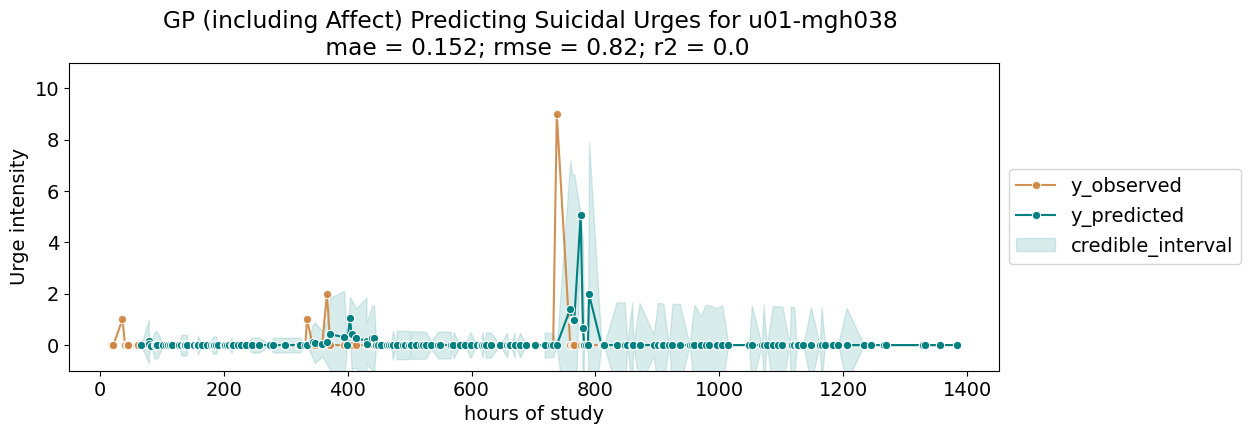 GP (including Affect) Predicting Suicidal Urges for u01-mgh038
mae = 0.152; rmse = 0.82; r2 = 0.0
Urge intensity
10
8
6
4
2
0
0 200 400 600 800 1000 1200 1400
hours of study
y_observed
y_predicted
credible_interval